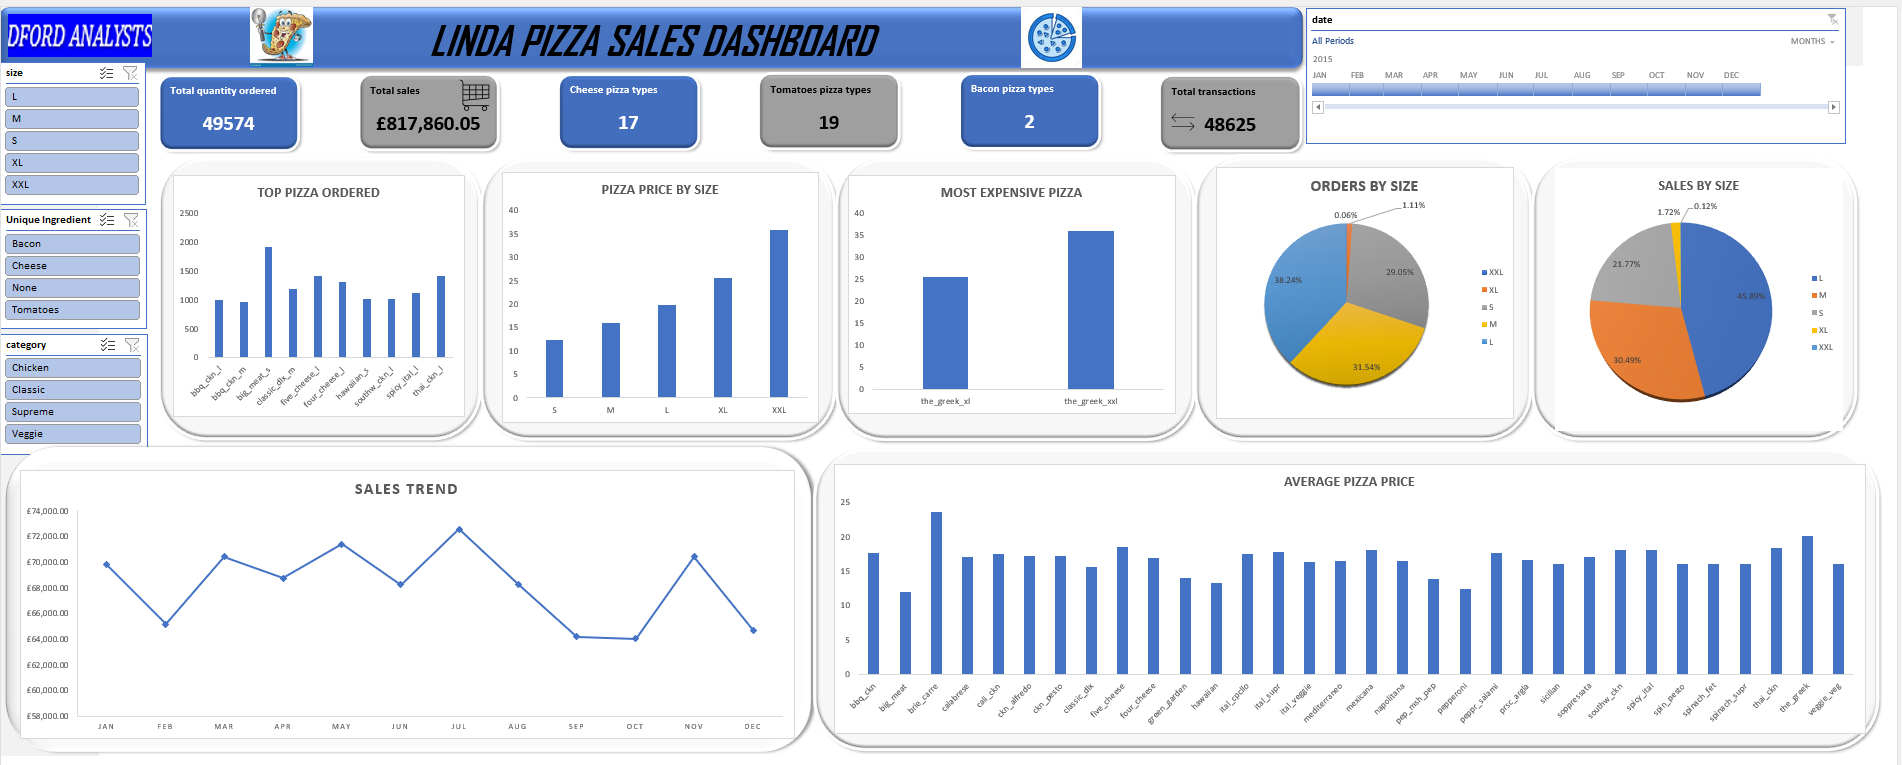 DFORD ANALYSTS
LINDA PIZZA SALES DASHBOARD
date
All Periods
MONTHS
2015
JAN FEB MAR APR MAY JUN JUL AUG SEP OCT NOV DEC
size
L
M
S
XL
XXL
Unique Ingredient
Bacon
Cheese
None
Tomatoes
category
Chicken
Classic
Supreme
Veggie
Total quantity ordered
49574
Total sales
£817,860.05
Cheese pizza types
17
Tomatoes pizza types
19
Bacon pizza types
2
Total transactions
48625
TOP PIZZA ORDERED
2500
2000
1500
1000
500
0
bbq_ckn_l bbq_ckn_m big_meat_s classic_dlx_m five_cheese_l four_cheese_l hawaiian_s southw_ckn_l spicy_ital_l thai_ckn_l
PIZZA PRICE BY SIZE
40
35
30
25
20
15
10
5
0
S M L XL XXL
MOST EXPENSIVE PIZZA
40
35
30
25
20
15
10
5
0
the_greek_xl the_greek_xxl
ORDERS BY SIZE
0.06%
1.11%
29.05%
31.54%
38.24%
XXL
XL
S
M
L
SALES BY SIZE
1.72%
0.12%
21.77%
45.89%
30.49%
L
M
S
XL
XXL
SALES TREND
£74,000.00
£72,000.00
£70,000.00
£68,000.00
£66,000.00
£64,000.00
£62,000.00
£60,000.00
£58,000.00
JAN FEB MAR APR MAY JUN JUL AUG SEP OCT NOV DEC
AVERAGE PIZZA PRICE
25
20
15
10
5
0
bbq_ckn big_meat brie_carre calabrese cali_ckn ckn_alfredo ckn_pesto classic_dlx five_cheese four_cheese green_garden hawaiian ital_cpcllo ital_supr ital_veggie mediterraneo mexicana napolitana pep_msh_pep pepperoni peppr_salami prsc_argla sicilian soppressata southw_ckn spicy_ital spin_pesto spinach_fet spinach_supr thai_ckn the_greek veggie_veg